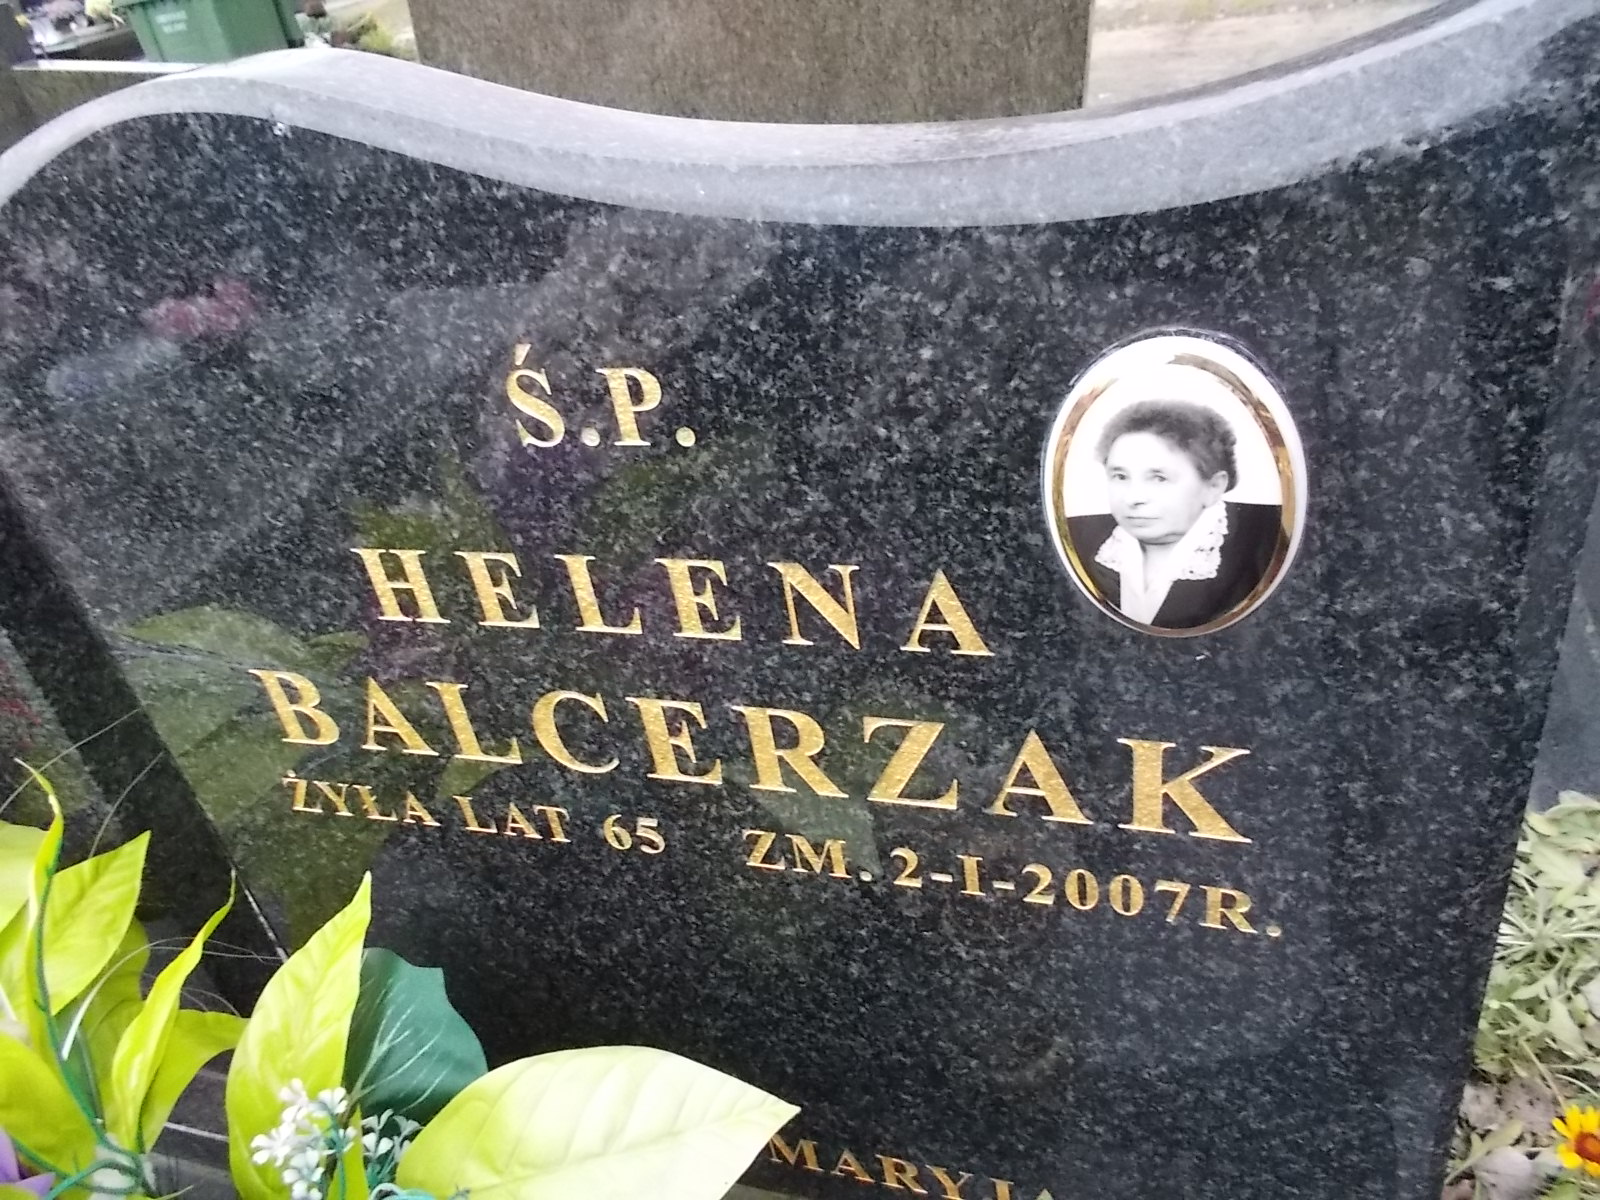 Ś.P.
HELENA
BALCERZAK
ŻYŁA LAT 65 ZM. 2-I-2007R.